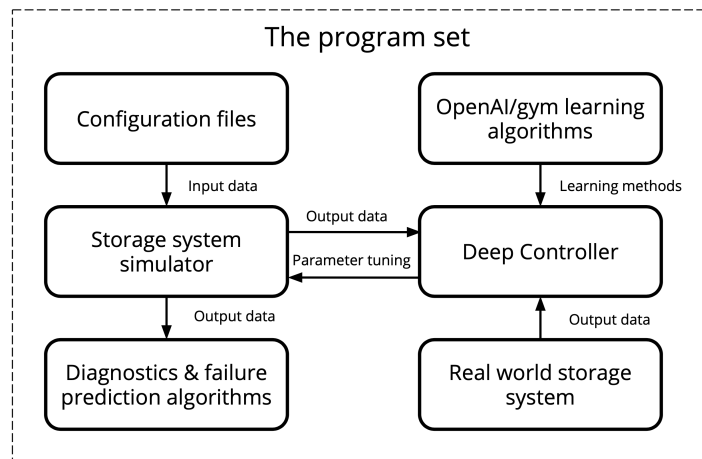 The program set
Configuration files
OpenAI/gym learning
algorithms
Input data
Learning methods
Storage system
simulator
Output data
Parameter tuning
Deep Controller
Output data
Output data
Diagnostics & failure
prediction algorithms
Real world storage
system